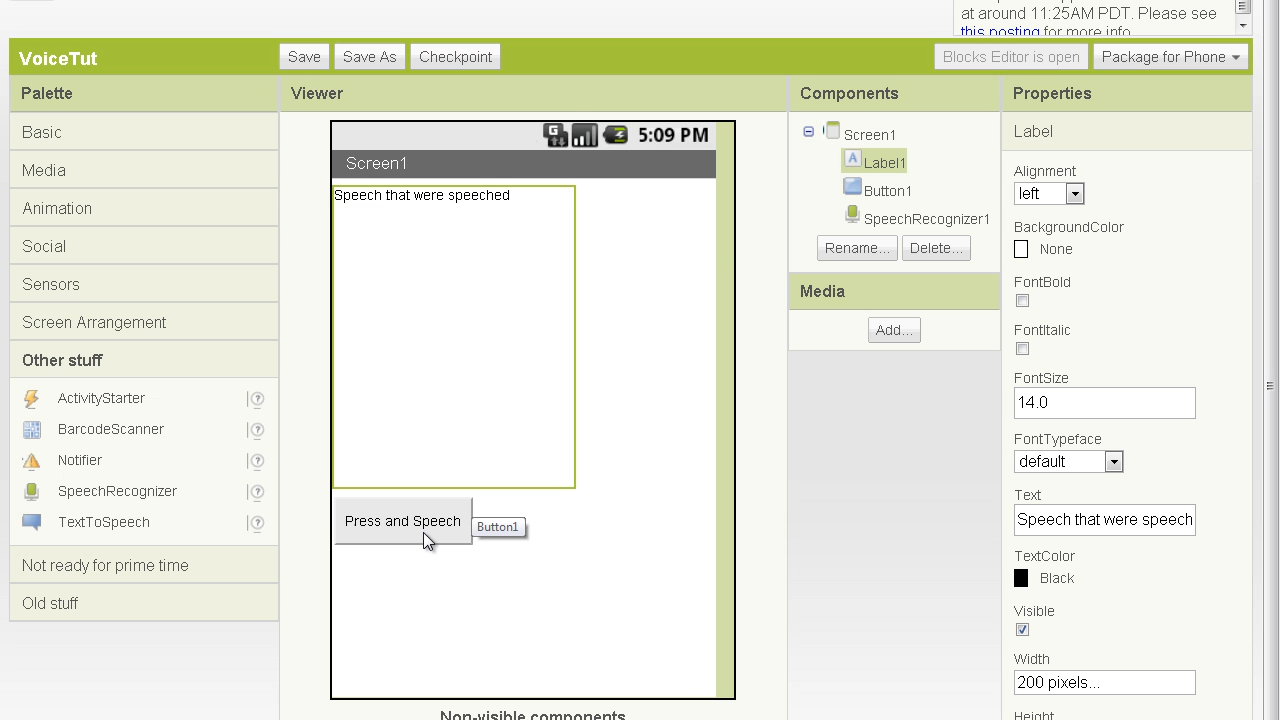 at around 11:25AM PDT. Please see
this posting for more info.
VoiceTut
Save
Save As
Checkpoint
Blocks Editor is open
Package for Phone
Palette
Basic
Media
Animation
Social
Sensors
Screen Arrangement
Other stuff
ActivityStarter
?
BarcodeScanner
?
Notifier
?
SpeechRecognizer
?
TextToSpeech
?
Not ready for prime time
Old stuff
Viewer
G
5:09 PM
Screen1
Speech that were speeched
Press and Speech
Button1
Non-visible components
Components
Screen1
A Label1
Button1
SpeechRecognizer1
Rename...
Delete...
Media
Add...
Properties
Label
Alignment
left
BackgroundColor
None
FontBold
FontItalic
FontSize
14.0
FontTypeface
default
Text
Speech that were speech
TextColor
Black
Visible
Width
200 pixels...
Height